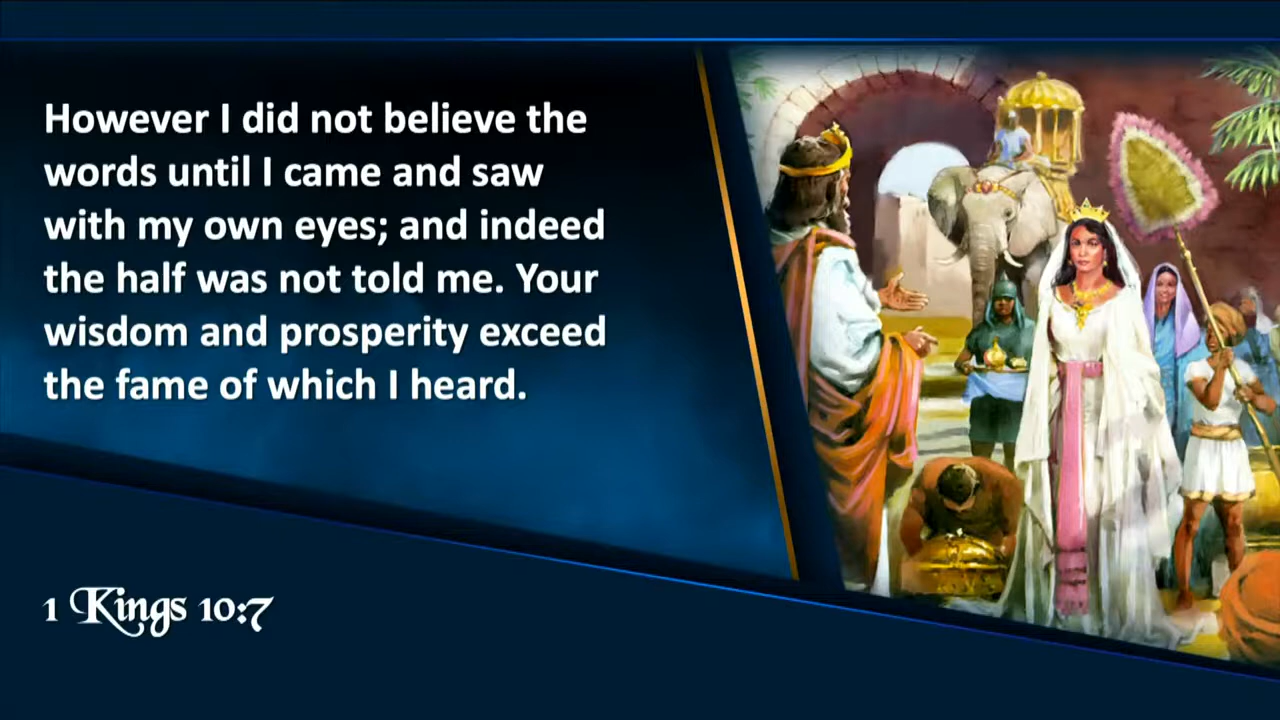 However I did not believe the
words until I came and saw
with my own eyes; and indeed
the half was not told me. Your
wisdom and prosperity exceed
the fame of which I heard.
1 Kings 10:7